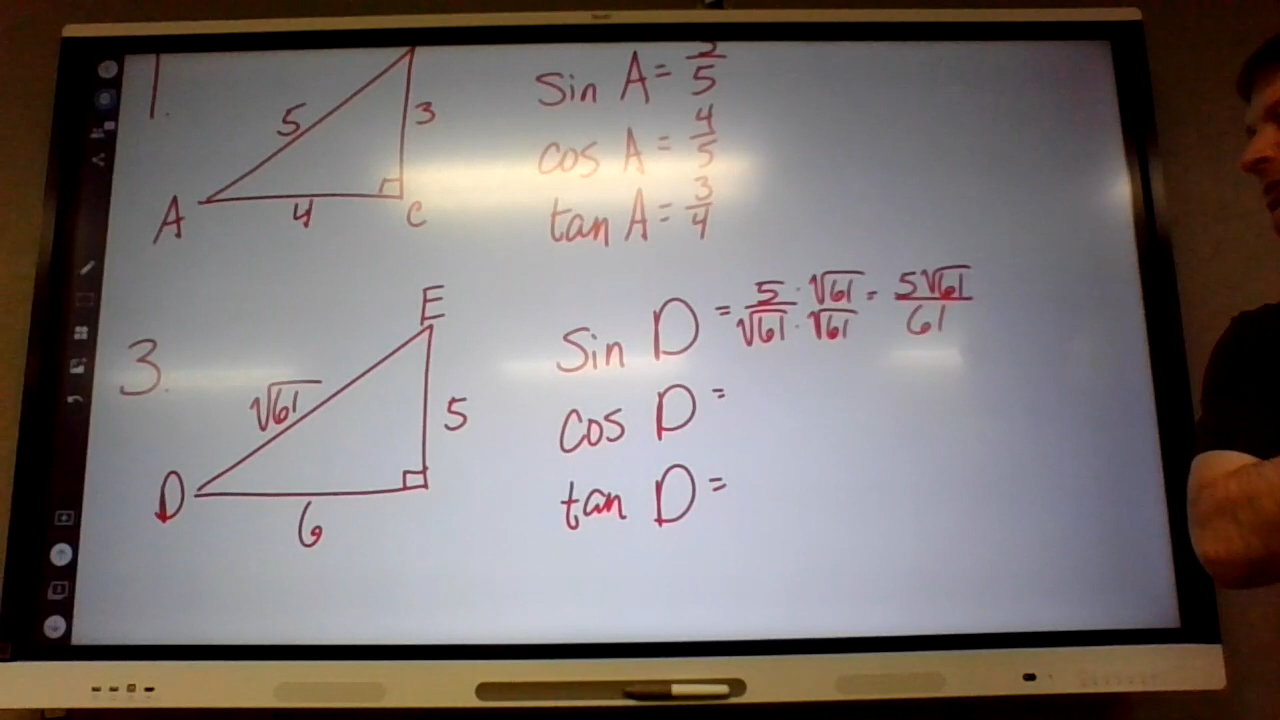 1.
5
3
A
4
C
sin A = 3/5
cos A = 4/5
tan A = 3/4
3.
E
√61
5
D
6
sin D = 5/√61 · √61/√61 = 5√61/61
cos D =
tan D =